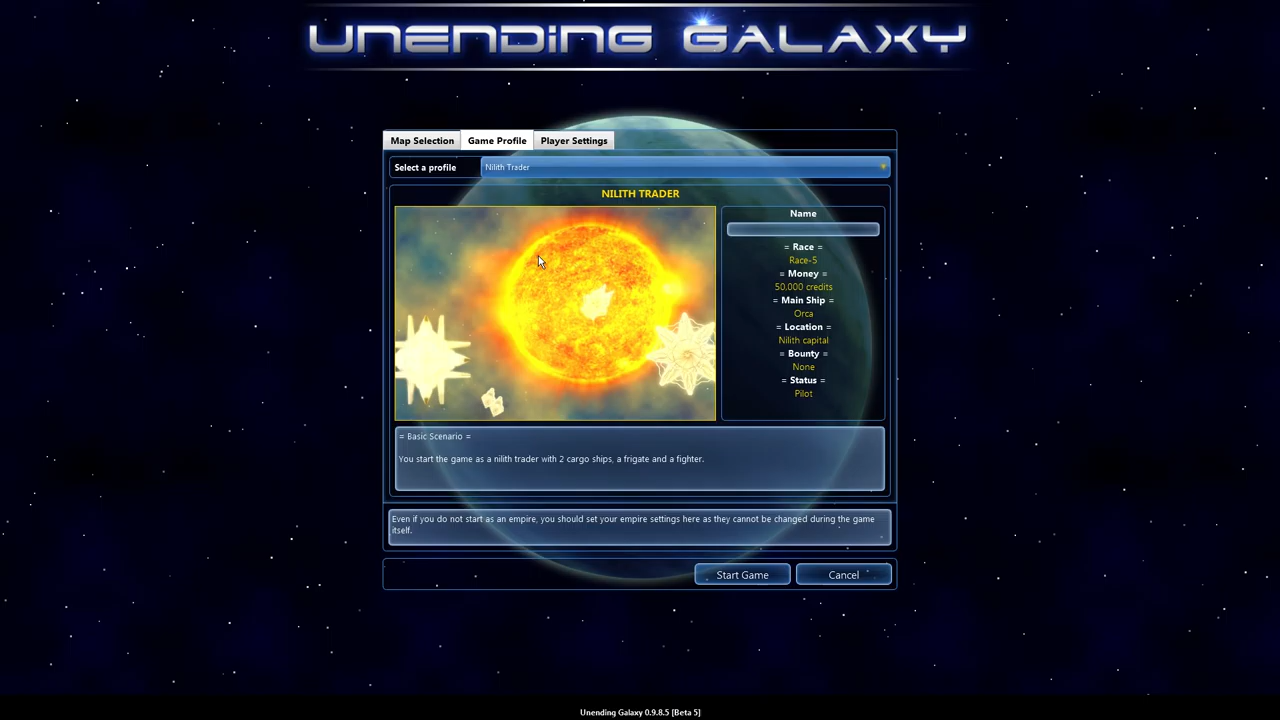 UNENDING GALAXY
Map Selection Game Profile Player Settings
Select a profile Nilith Trader
NILITH TRADER
Name
= Race =
Race-5
= Money =
50,000 credits
= Main Ship =
Orca
= Location =
Nilith capital
= Bounty =
None
= Status =
Pilot
= Basic Scenario =
You start the game as a nilith trader with 2 cargo ships, a frigate and a fighter.
Even if you do not start as an empire, you should set your empire settings here as they cannot be changed during the game
itself.
Start Game Cancel
Unending Galaxy 0.9.8.5 [Beta 5]